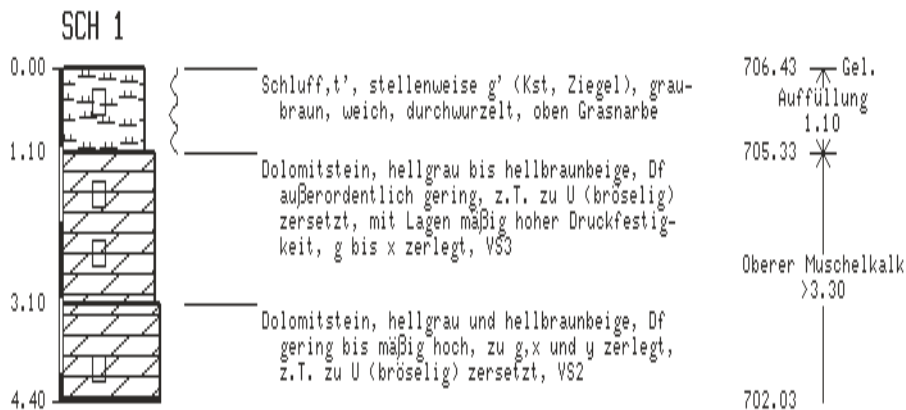 SCH 1
0.00
Schluff,t', stellenweise g' (Kst, Ziegel), grau-
braun, weich, durchwurzelt, oben Grasnarbe
706.43
Gel.
Auffüllung
1.10
1.10
705.33
Dolomitstein, hellgrau bis hellbraunbeige, Df
außerordentlich gering, z.T. zu U (bröselig)
zersetzt, mit Lagen mäßig hoher Druckfestig-
keit, g bis x zerlegt, VS3
Oberer Muschelkalk
>3.30
3.10
Dolomitstein, hellgrau und hellbraunbeige, Df
gering bis mäßig hoch, zu g,x und y zerlegt,
z.T. zu U (bröselig) zersetzt, VS2
4.40
702.03